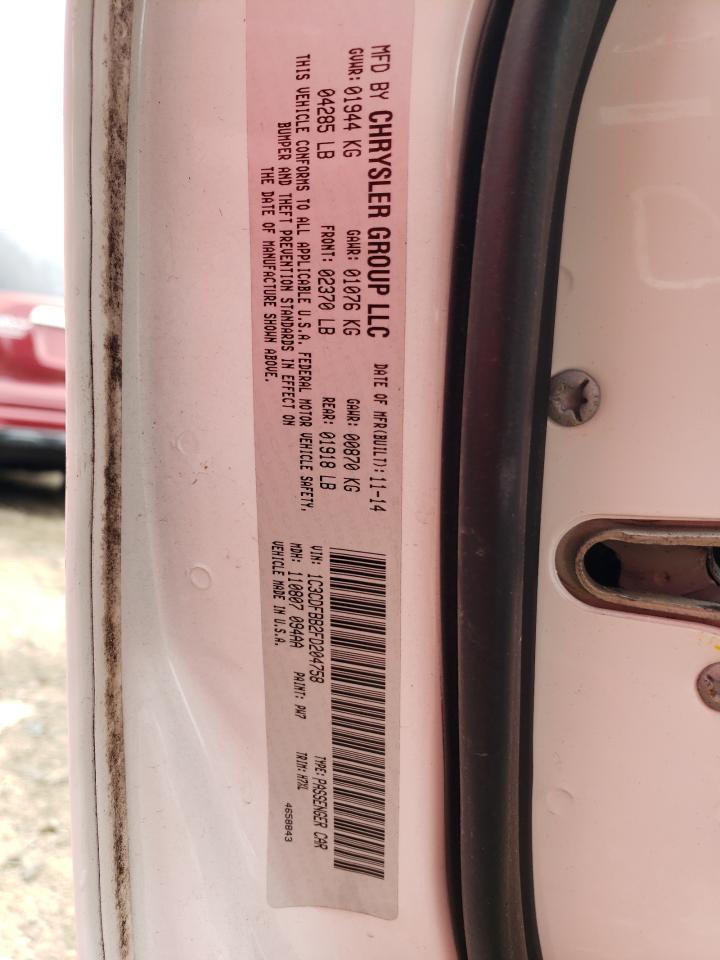 MFD BY CHRYSLER GROUP LLC DATE OF MFR(BUILT): 11-14
GVWR: 01944 KG GAWR: 01076 KG GAWR: 00870 KG
04285 LB FRONT: 02370 LB REAR: 01918 LB
THIS VEHICLE CONFORMS TO ALL APPLICABLE U.S.A. FEDERAL MOTOR VEHICLE SAFETY,
BUMPER AND THEFT PREVENTION STANDARDS IN EFFECT ON
THE DATE OF MANUFACTURE SHOWN ABOVE.
VIN: 1C3CDFBB2FD204758 TYPE: PASSENGER CAR
MDH: 110807 094AA PAINT: PW7 TRIM: H7XL
VEHICLE MADE IN U.S.A. 4658843